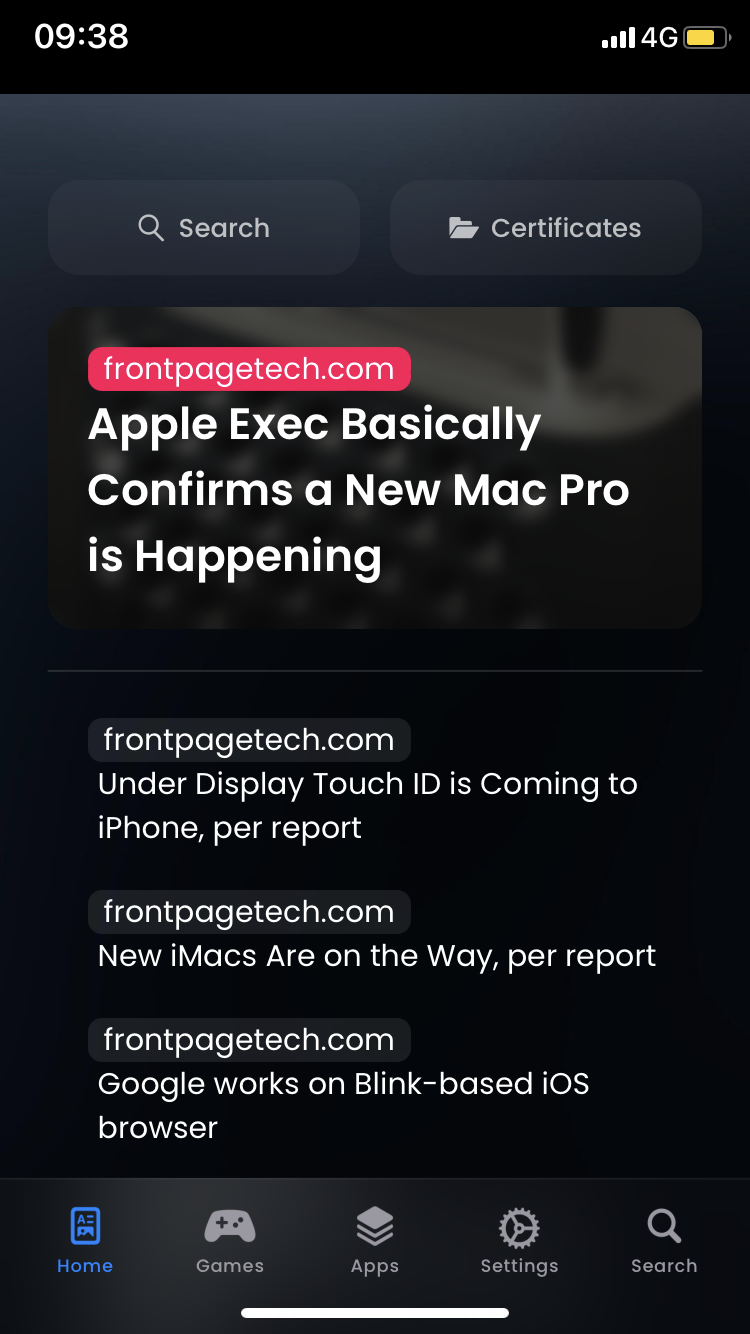 09:38
4G
Search
Certificates
frontpagetech.com
Apple Exec Basically
Confirms a New Mac Pro
is Happening
frontpagetech.com
Under Display Touch ID is Coming to
iPhone, per report
frontpagetech.com
New iMacs Are on the Way, per report
frontpagetech.com
Google works on Blink-based iOS
browser
Home
Games
Apps
Settings
Search